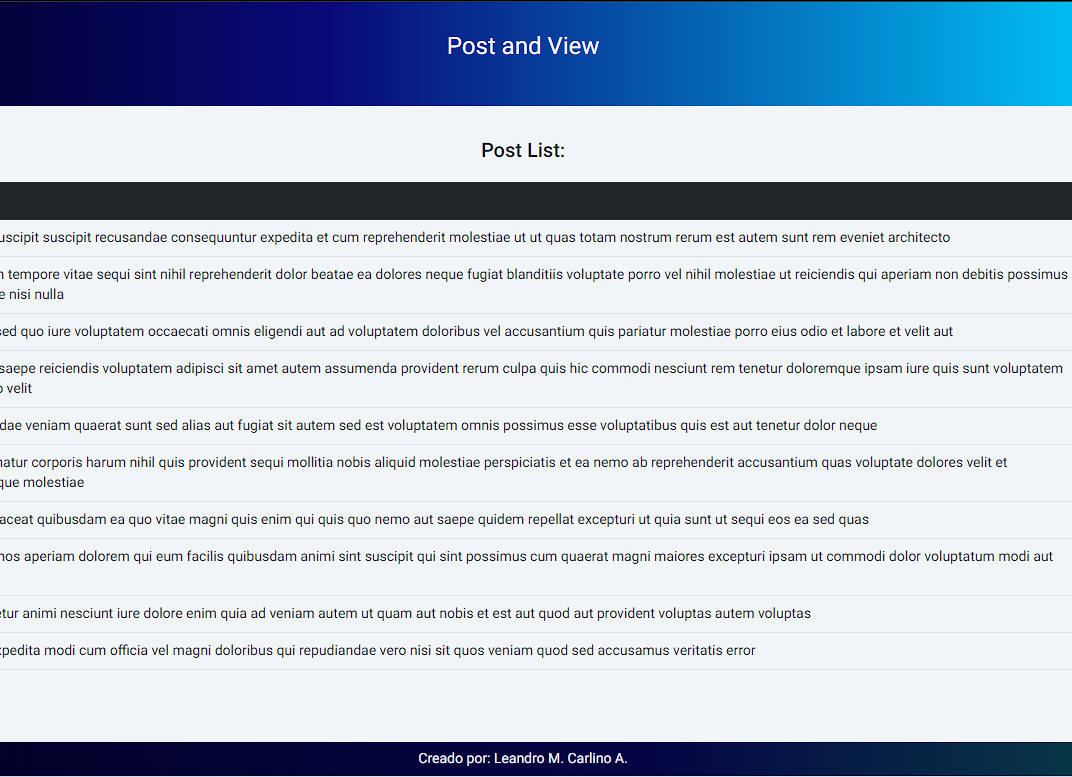 Post and View
Post List:
uscipit suscipit recusandae consequuntur expedita et cum reprehenderit molestiae ut ut quas totam nostrum rerum est autem sunt rem eveniet architecto
tempore vitae sequi sint nihil reprehenderit dolor beatae ea dolores neque fugiat blanditiis voluptate porro vel nihil molestiae ut reiciendis qui aperiam non debitis possimus
e nisi nulla
sed quo iure voluptatem occaecati omnis eligendi aut ad voluptatem doloribus vel accusantium quis pariatur molestiae porro eius odio et labore et velit aut
saepe reiciendis voluptatem adipisci sit amet autem assumenda provident rerum culpa quis hic commodi nesciunt rem tenetur doloremque ipsam iure quis sunt voluptatem
velit
dae veniam quaerat sunt sed alias aut fugiat sit autem sed est voluptatem omnis possimus esse voluptatibus quis est aut tenetur dolor neque
natur corporis harum nihil quis provident sequi mollitia nobis aliquid molestiae perspiciatis et ea nemo ab reprehenderit accusantium quas voluptate dolores velit et
que molestiae
aceat quibusdam ea quo vitae magni quis enim qui quis quo nemo aut saepe quidem repellat excepturi ut quia sunt ut sequi eos ea sed quas
nos aperiam dolorem qui eum facilis quibusdam animi sint suscipit qui sint possimus cum quaerat magni maiores excepturi ipsam ut commodi dolor voluptatum modi aut
etur animi nesciunt iure dolore enim quia ad veniam autem ut quam aut nobis et est aut quod aut provident voluptas autem voluptas
xpedita modi cum officia vel magni doloribus qui repudiandae vero nisi sit quos veniam quod sed accusamus veritatis error
Creado por: Leandro M. Carlino A.